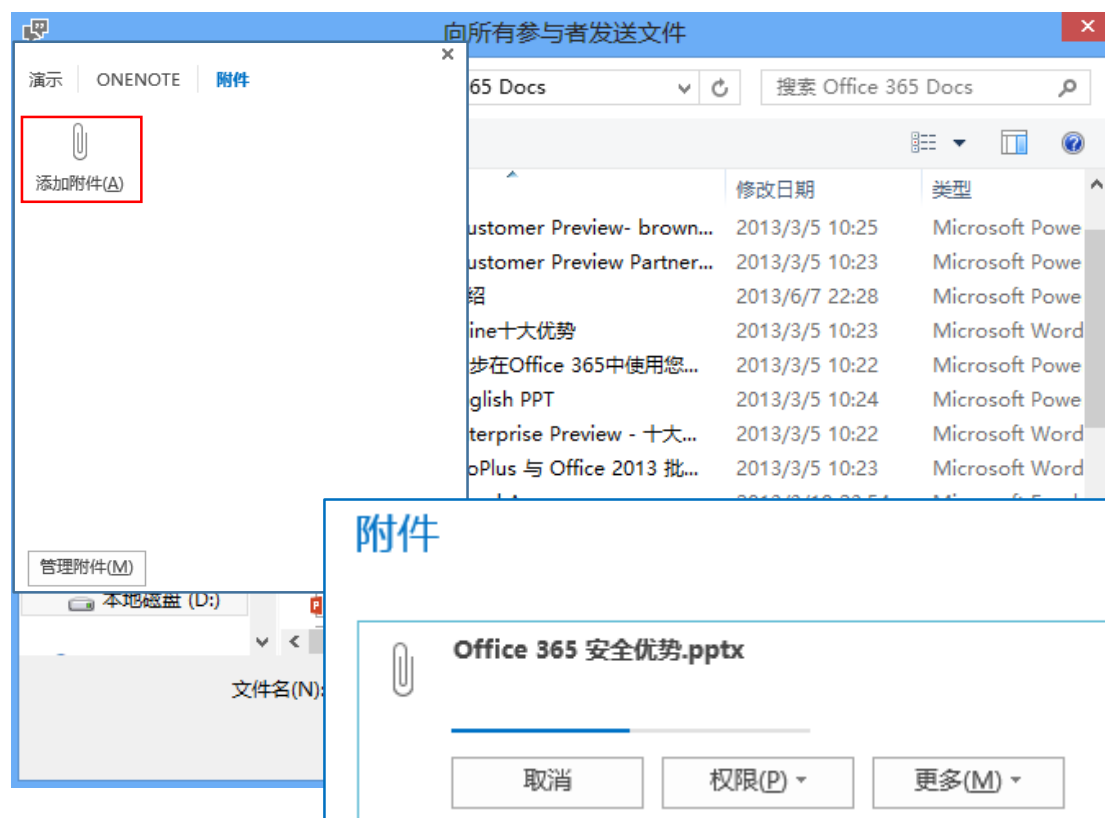 向所有参与者发送文件
演示 ONENOTE 附件
添加附件(A)
管理附件(M)
65 Docs
搜索 Office 365 Docs
修改日期 类型
ustomer Preview- brown... 2013/3/5 10:25 Microsoft Powe
ustomer Preview Partner... 2013/3/5 10:23 Microsoft Powe
绍 2013/6/7 22:28 Microsoft Powe
ine十大优势 2013/3/5 10:23 Microsoft Word
步在Office 365中使用您... 2013/3/5 10:22 Microsoft Powe
glish PPT 2013/3/5 10:24 Microsoft Powe
terprise Preview - 十大... 2013/3/5 10:22 Microsoft Word
oPlus 与 Office 2013 批... 2013/3/5 10:23 Microsoft Word
本地磁盘 (D:)
文件名(N):
附件
Office 365 安全优势.pptx
取消 权限(P) 更多(M)